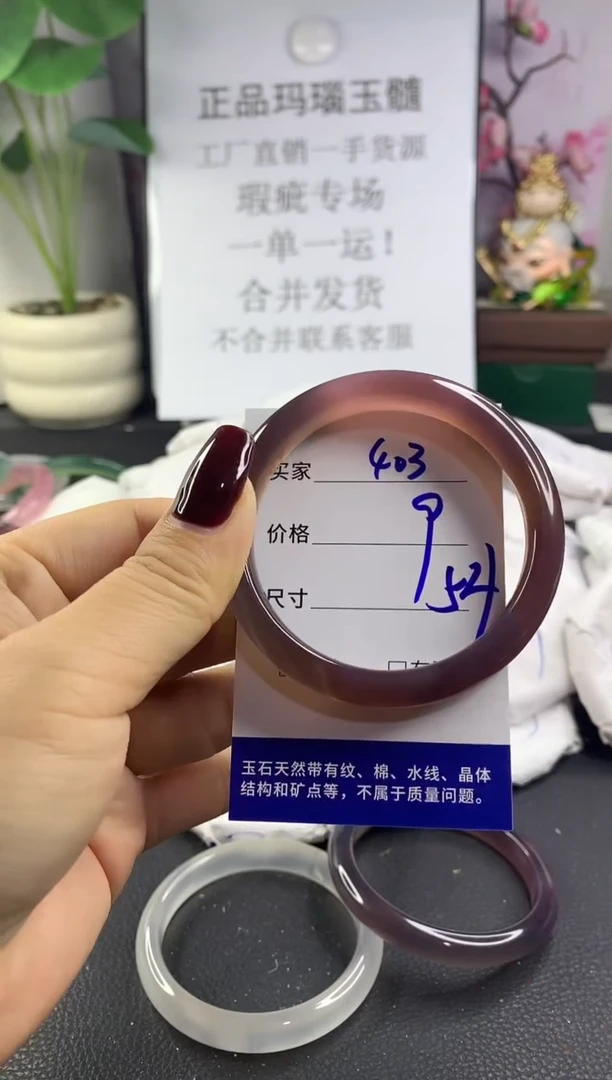 正品玛瑙玉髓
工厂直销一手货源
瑕疵专场
一单一运！
合并发货
不合并联系客服
买家 403
价格
尺寸
玉石天然带有纹、棉、水线、晶体
结构和矿点等，不属于质量问题。